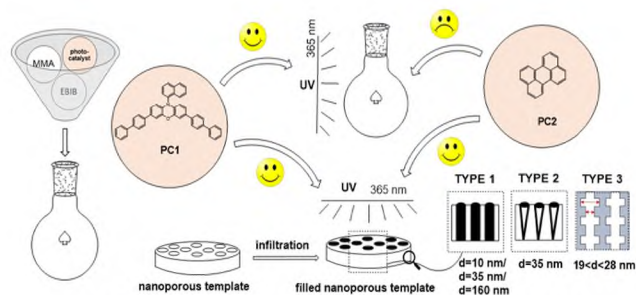 MMA
photo-
catalyst
EBIB
PC1
365 nm
UV
PC2
UV 365 nm
infiltration
nanoporous template
filled nanoporous template
TYPE 1
d=10 nm/
d=35 nm/
d=160 nm
TYPE 2
d=35 nm
TYPE 3
19<d<28 nm